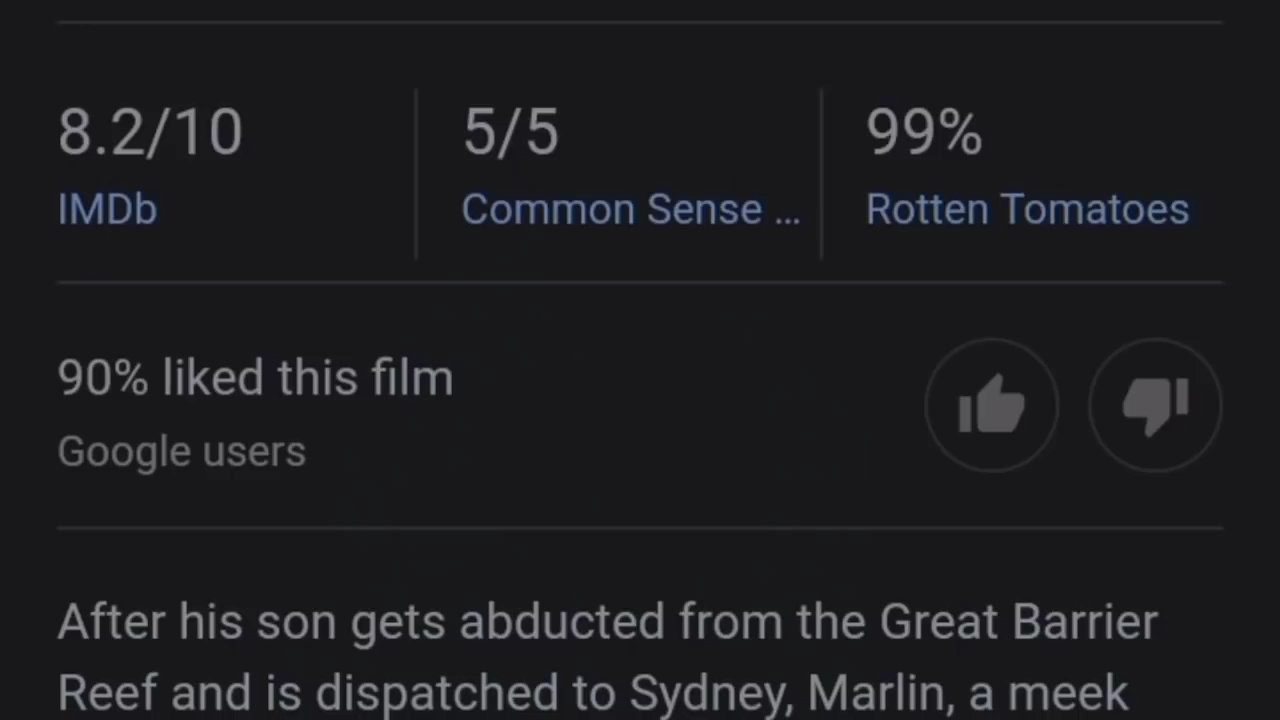 8.2/10 5/5 99%
IMDb Common Sense ... Rotten Tomatoes
90% liked this film
Google users
After his son gets abducted from the Great Barrier
Reef and is dispatched to Sydney, Marlin, a meek